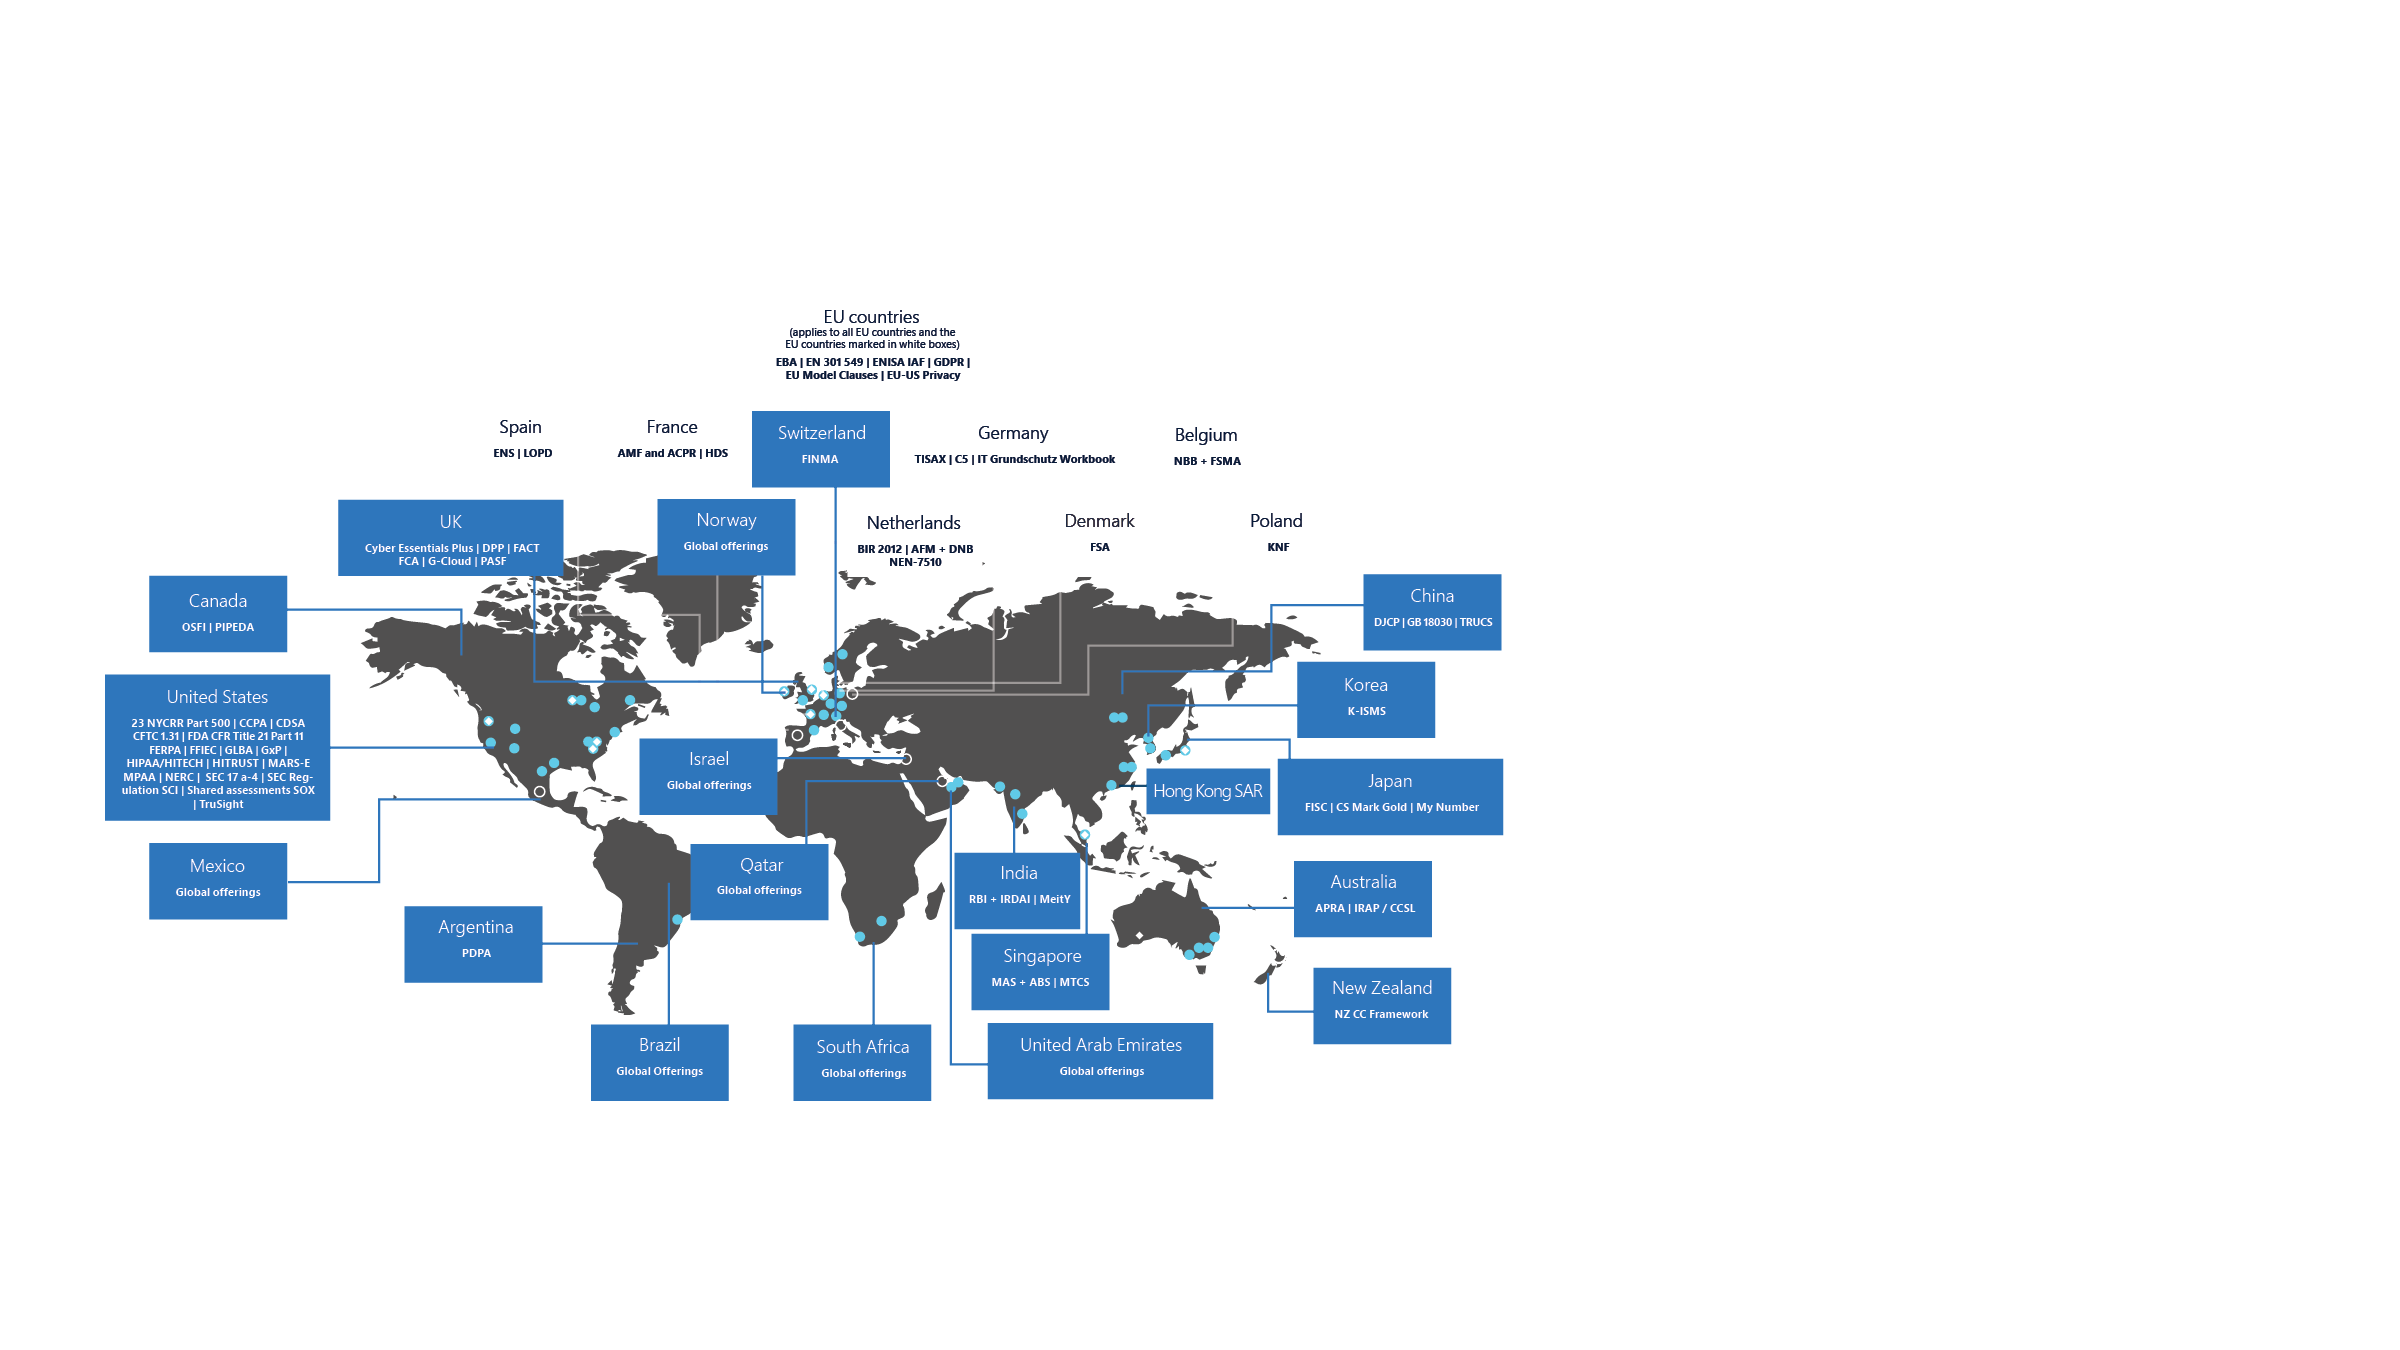 EU countries
(applies to all EU countries and the
EU countries marked in white boxes)
EBA | EN 301 549 | ENISA IAF | GDPR |
EU Model Clauses | EU-US Privacy
Spain
ENS | LOPD
France
AMF and ACPR | HDS
Switzerland
FINMA
Germany
TISAX | C5 | IT Grundschutz Workbook
Belgium
NBB + FSMA
UK
Cyber Essentials Plus | DPP | FACT
FCA | G-Cloud | PASF
Norway
Global offerings
Netherlands
BIR 2012 | AFM + DNB
NEN-7510
Denmark
FSA
Poland
KNF
Canada
OSFI | PIPEDA
China
DJCP | GB 18030 | TRUCS
United States
23 NYCRR Part 500 | CCPA | CDSA
CFTC 1.31 | FDA CFR Title 21 Part 11
FERPA | FFIEC | GLBA | GxP |
HIPAA/HITECH | HITRUST | MARS-E
MPAA | NERC | SEC 17 a-4 | SEC Reg-
ulation SCI | Shared assessments SOX
| TruSight
Korea
K-ISMS
Israel
Global offerings
Hong Kong SAR
Japan
FISC | CS Mark Gold | My Number
Mexico
Global offerings
Qatar
Global offerings
India
RBI + IRDAI | MeitY
Australia
APRA | IRAP / CCSL
Argentina
PDPA
Singapore
MAS + ABS | MTCS
New Zealand
NZ CC Framework
Brazil
Global Offerings
South Africa
Global offerings
United Arab Emirates
Global offerings